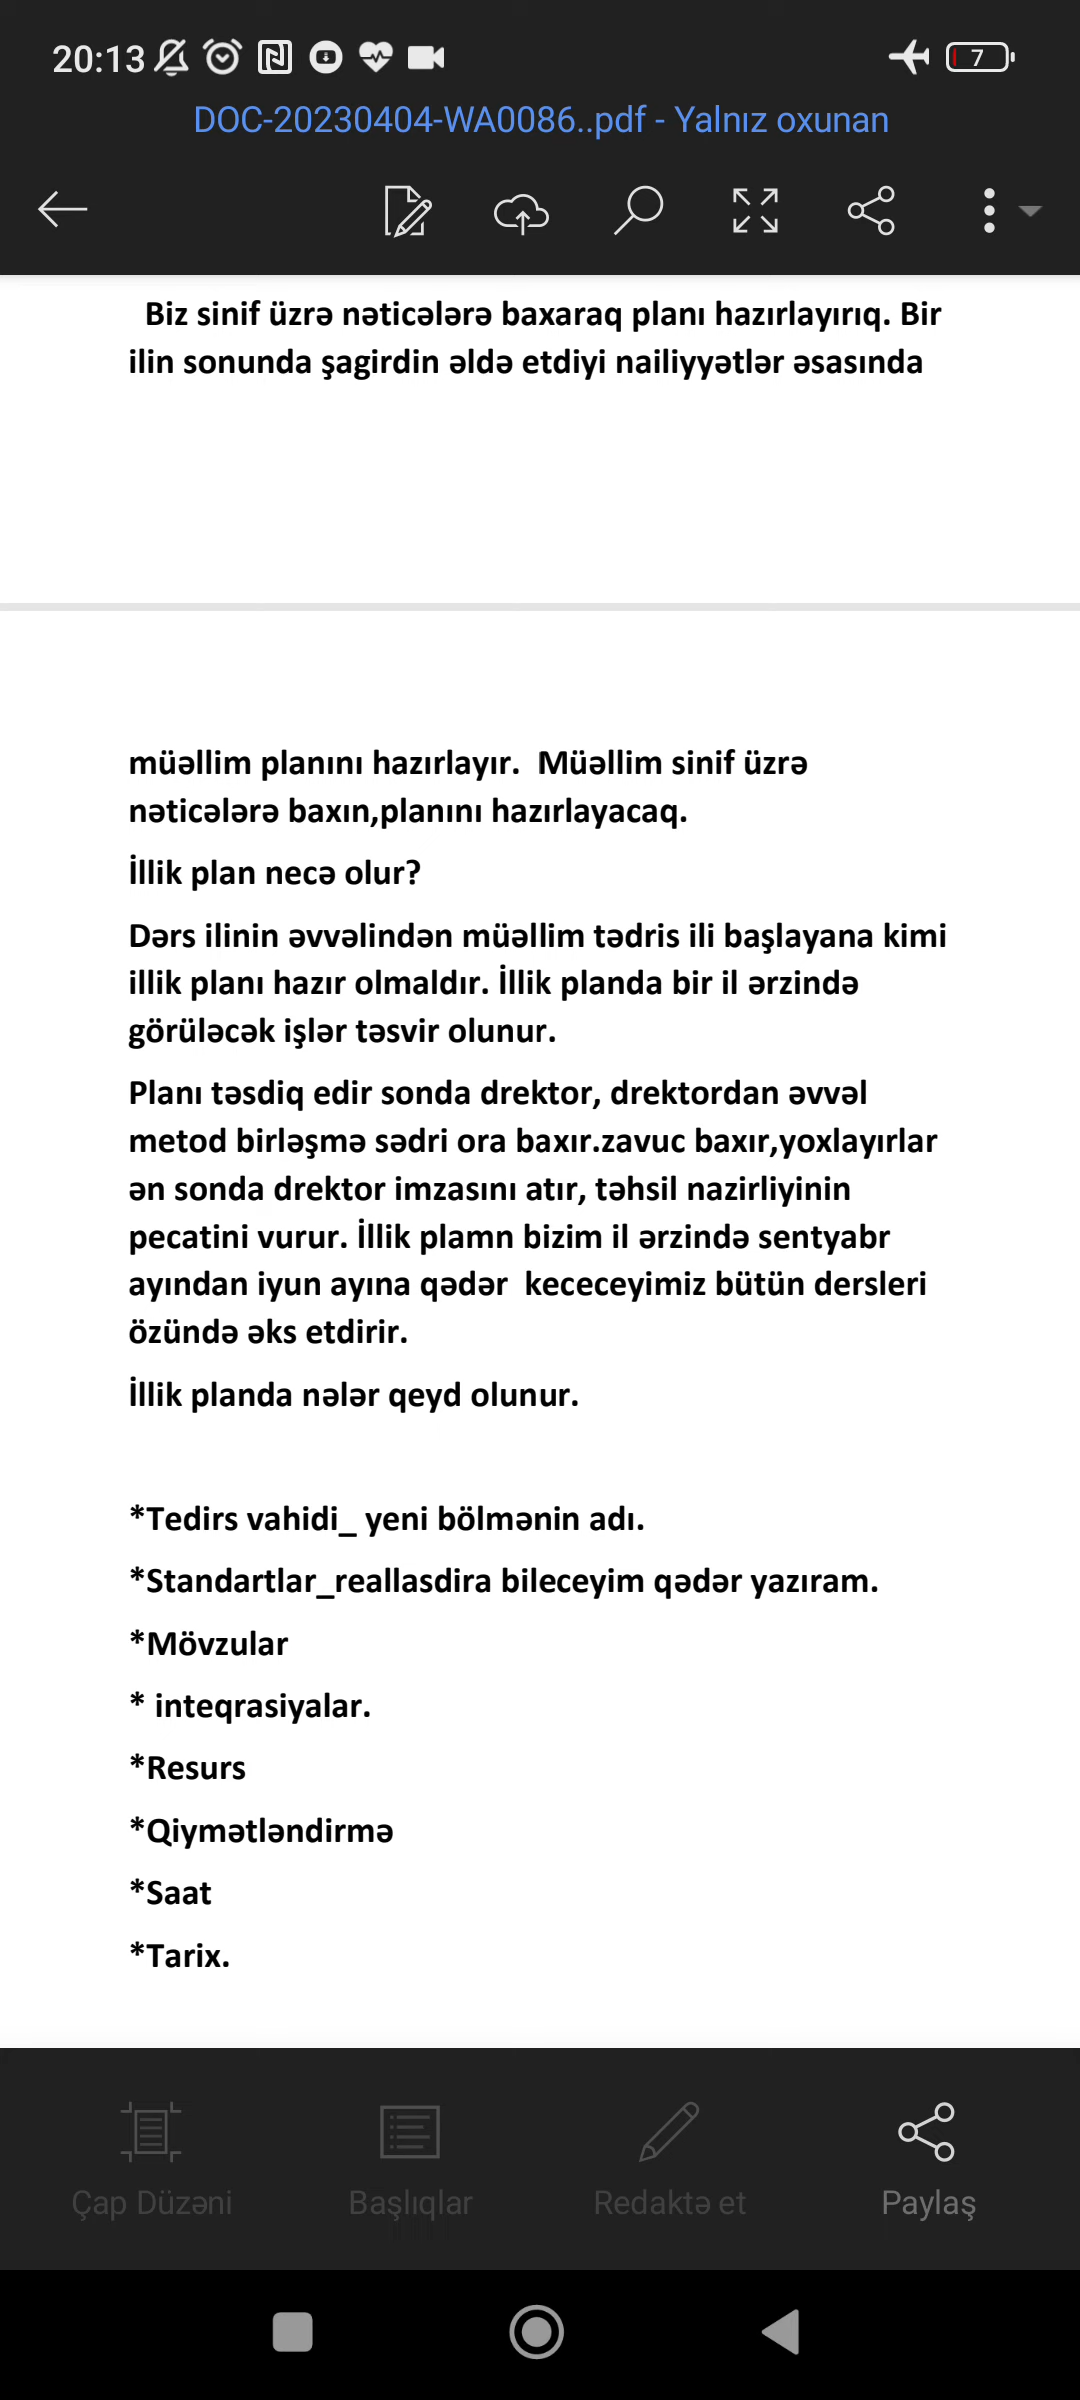 20:13
7
DOC-20230404-WA0086..pdf - Yalnız oxunan
Biz sinif üzrə nəticələrə baxaraq planı hazırlayırıq. Bir
ilin sonunda şagirdin əldə etdiyi nailiyyətlər əsasında
müəllim planını hazırlayır.  Müəllim sinif üzrə
nəticələrə baxın,planını hazırlayacaq.
İllik plan necə olur?
Dərs ilinin əvvəlindən müəllim tədris ili başlayana kimi
illik planı hazır olmaldır. İllik planda bir il ərzində
görüləcək işlər təsvir olunur.
Planı təsdiq edir sonda drektor, drektordan əvvəl
metod birləşmə sədri ora baxır.zavuc baxır,yoxlayırlar
ən sonda drektor imzasını atır, təhsil nazirliyinin
pecatini vurur. İllik plamn bizim il ərzində sentyabr
ayından iyun ayına qədər  kececeyimiz bütün dersleri
özündə əks etdirir.
İllik planda nələr qeyd olunur.
*Tedirs vahidi_ yeni bölmənin adı.
*Standartlar_reallasdira bileceyim qədər yazıram.
*Mövzular
* inteqrasiyalar.
*Resurs
*Qiymətləndirmə
*Saat
*Tarix.
Çap Düzəni
Başlıqlar
Redaktə et
Paylaş